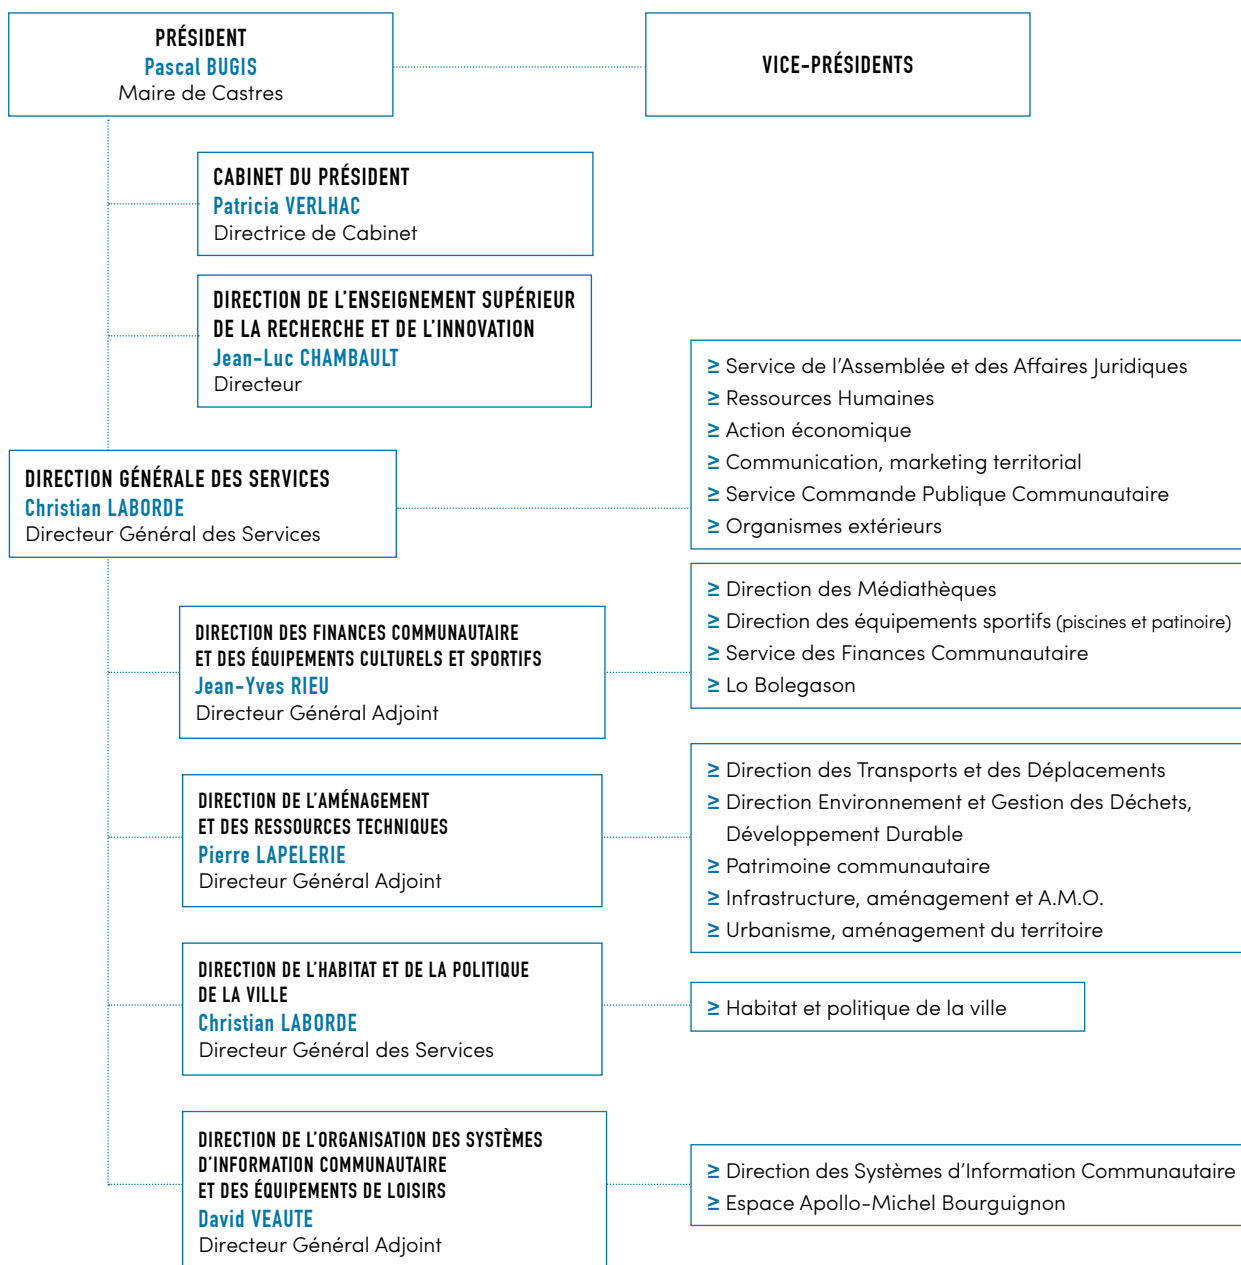 PRÉSIDENT
Pascal BUGIS
Maire de Castres
VICE-PRÉSIDENTS
CABINET DU PRÉSIDENT
Patricia VERLHAC
Directrice de Cabinet
DIRECTION DE L'ENSEIGNEMENT SUPÉRIEUR
DE LA RECHERCHE ET DE L'INNOVATION
Jean-Luc CHAMBAULT
Directeur
DIRECTION GÉNÉRALE DES SERVICES
Christian LABORDE
Directeur Général des Services
≥ Service de l'Assemblée et des Affaires Juridiques
≥ Ressources Humaines
≥ Action économique
≥ Communication, marketing territorial
≥ Service Commande Publique Communautaire
≥ Organismes extérieurs
DIRECTION DES FINANCES COMMUNAUTAIRE
ET DES ÉQUIPEMENTS CULTURELS ET SPORTIFS
Jean-Yves RIEU
Directeur Général Adjoint
≥ Direction des Médiathèques
≥ Direction des équipements sportifs (piscines et patinoire)
≥ Service des Finances Communautaire
≥ Lo Bolegason
DIRECTION DE L'AMÉNAGEMENT
ET DES RESSOURCES TECHNIQUES
Pierre LAPELERIE
Directeur Général Adjoint
≥ Direction des Transports et des Déplacements
≥ Direction Environnement et Gestion des Déchets,
Développement Durable
≥ Patrimoine communautaire
≥ Infrastructure, aménagement et A.M.O.
≥ Urbanisme, aménagement du territoire
DIRECTION DE L'HABITAT ET DE LA POLITIQUE
DE LA VILLE
Christian LABORDE
Directeur Général des Services
≥ Habitat et politique de la ville
DIRECTION DE L'ORGANISATION DES SYSTÈMES
D'INFORMATION COMMUNAUTAIRE
ET DES ÉQUIPEMENTS DE LOISIRS
David VEAUTE
Directeur Général Adjoint
≥ Direction des Systèmes d'Information Communautaire
≥ Espace Apollo-Michel Bourguignon